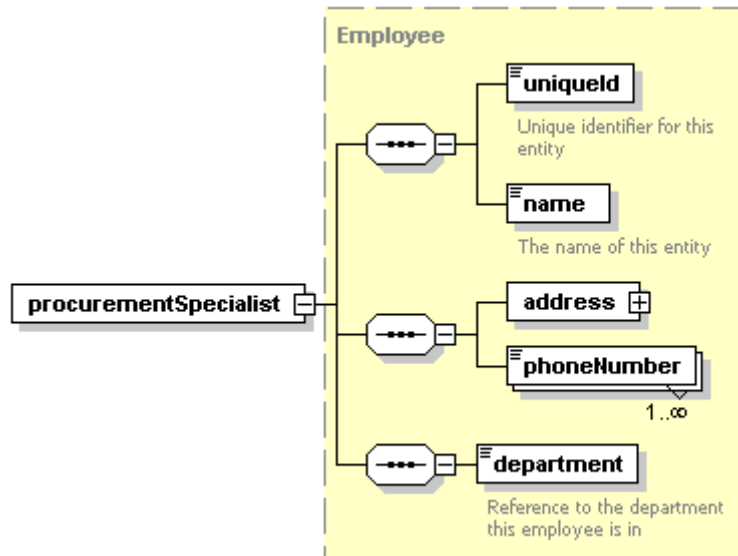 Employee
uniqueId
Unique identifier for this
entity
name
The name of this entity
procurementSpecialist
address
phoneNumber
1..∞
department
Reference to the department
this employee is in